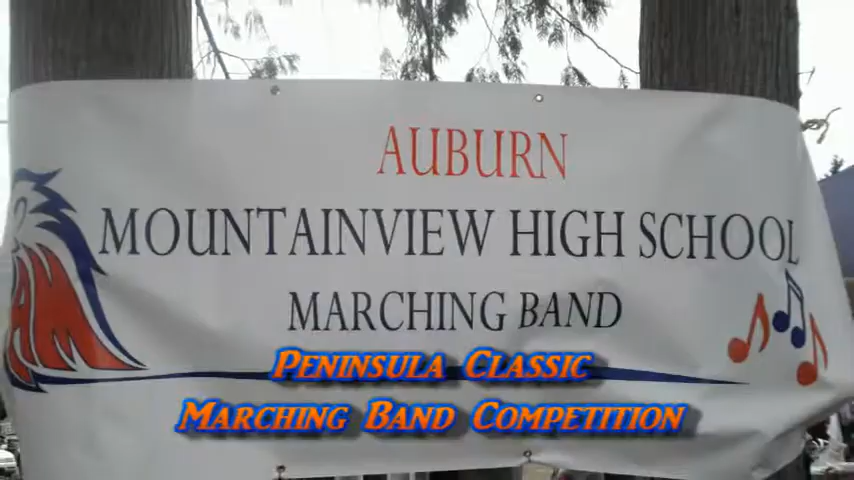 AUBURN
MOUNTAINVIEW HIGH SCHOOL
MARCHING BAND
PENINSULA CLASSIC
MARCHING BAND COMPETITION